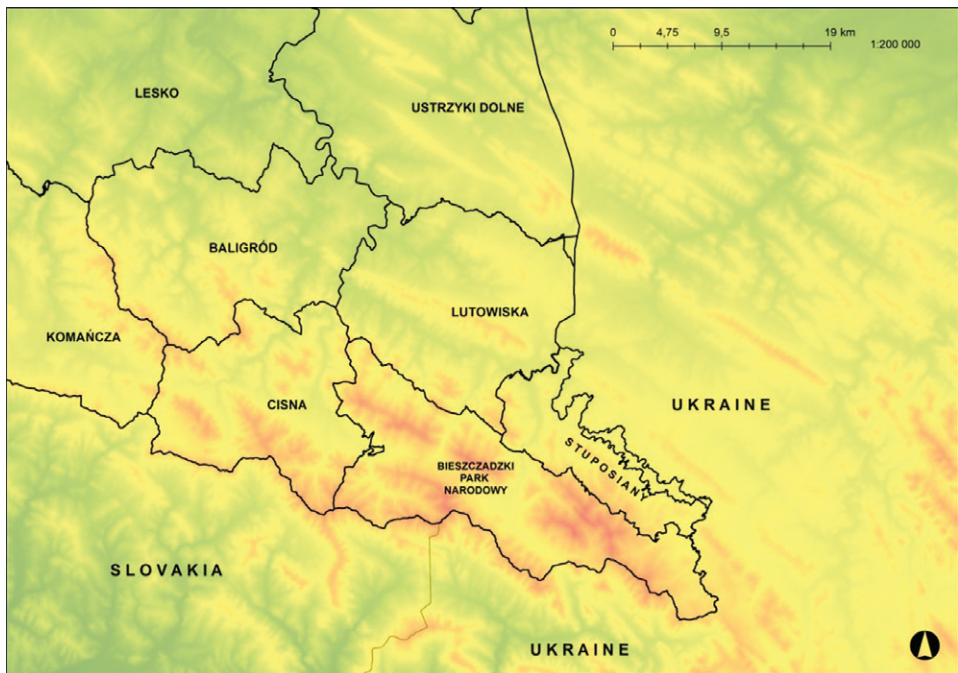 0 4,75 9,5 19 km
1:200 000
LESKO
USTRZYKI DOLNE
BALIGRÓD
LUTOWISKA
KOMAŃCZA
CISNA
UKRAINE
STUPOSIANY
BIESZCZADZKI
PARK
NARODOWY
SLOVAKIA
UKRAINE